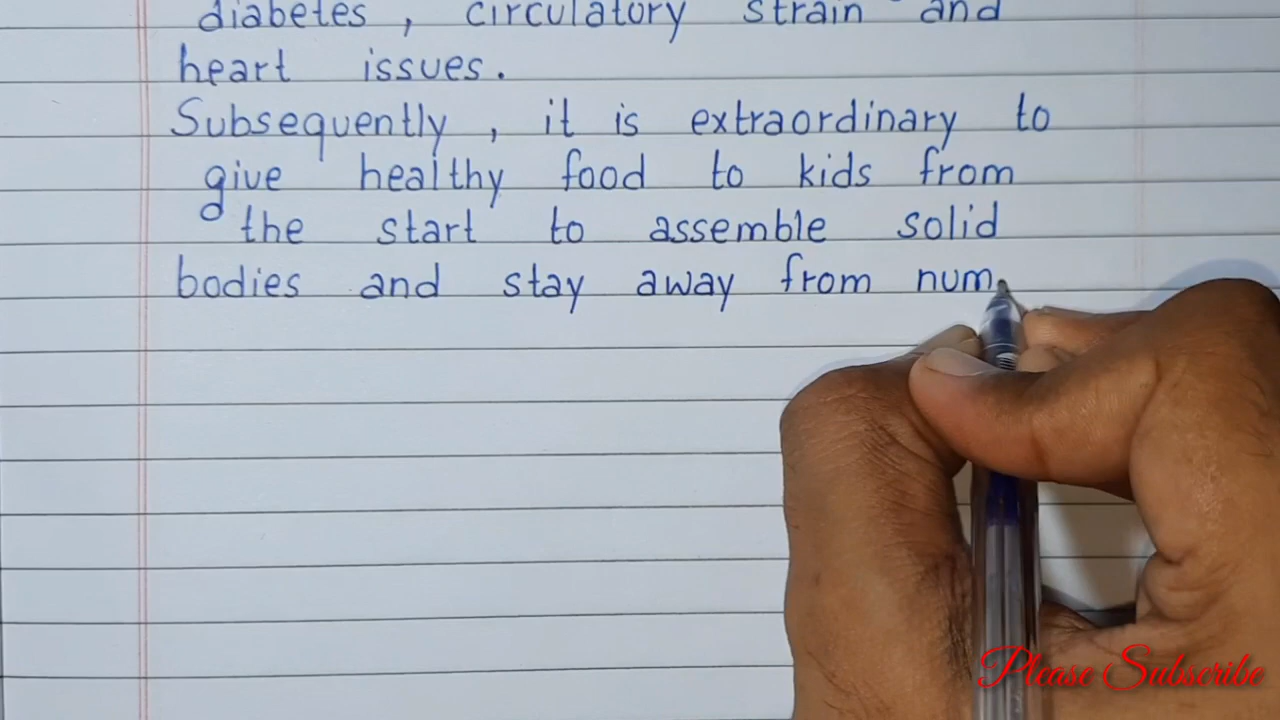 diabetes , circulatory strain and
heart issues.
Subsequently , it is extraordinary to
give healthy food to kids from
the start to assemble solid
bodies and stay away from num
Please Subscribe